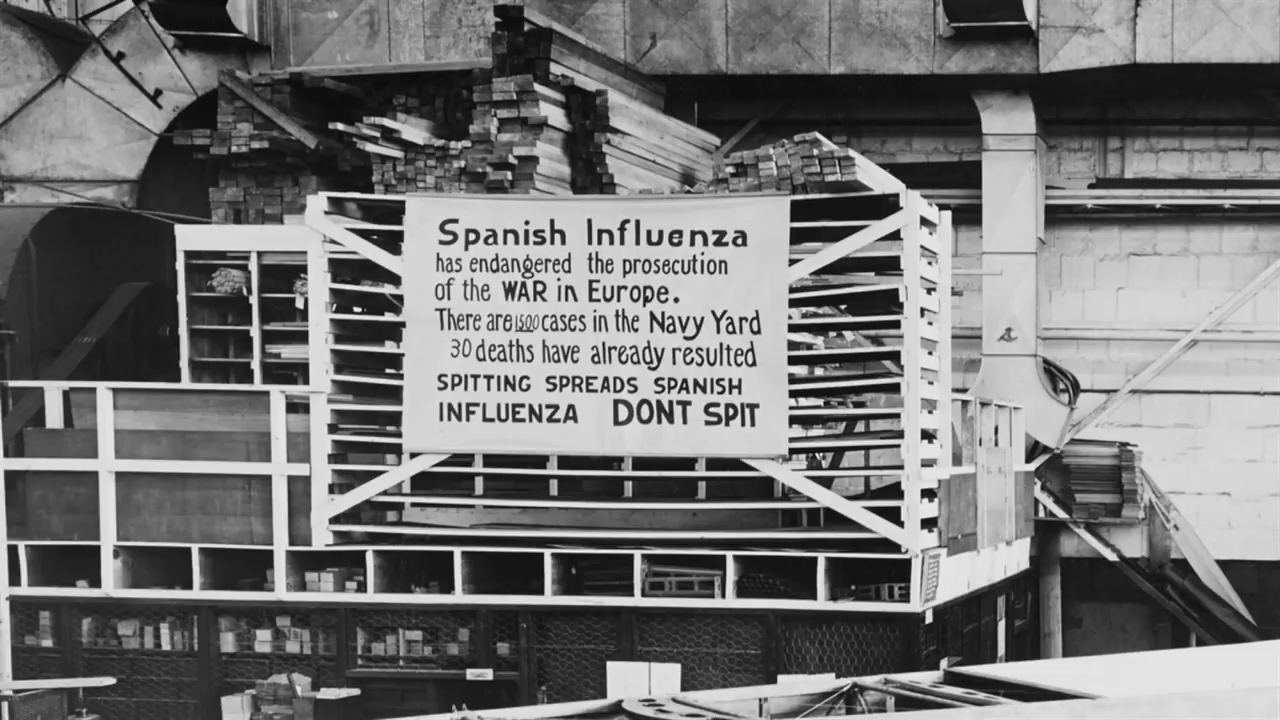 Spanish Influenza
has endangered the prosecution
of the WAR in Europe.
There are 1500 cases in the Navy Yard
30 deaths have already resulted
SPITTING SPREADS SPANISH
INFLUENZA DONT SPIT